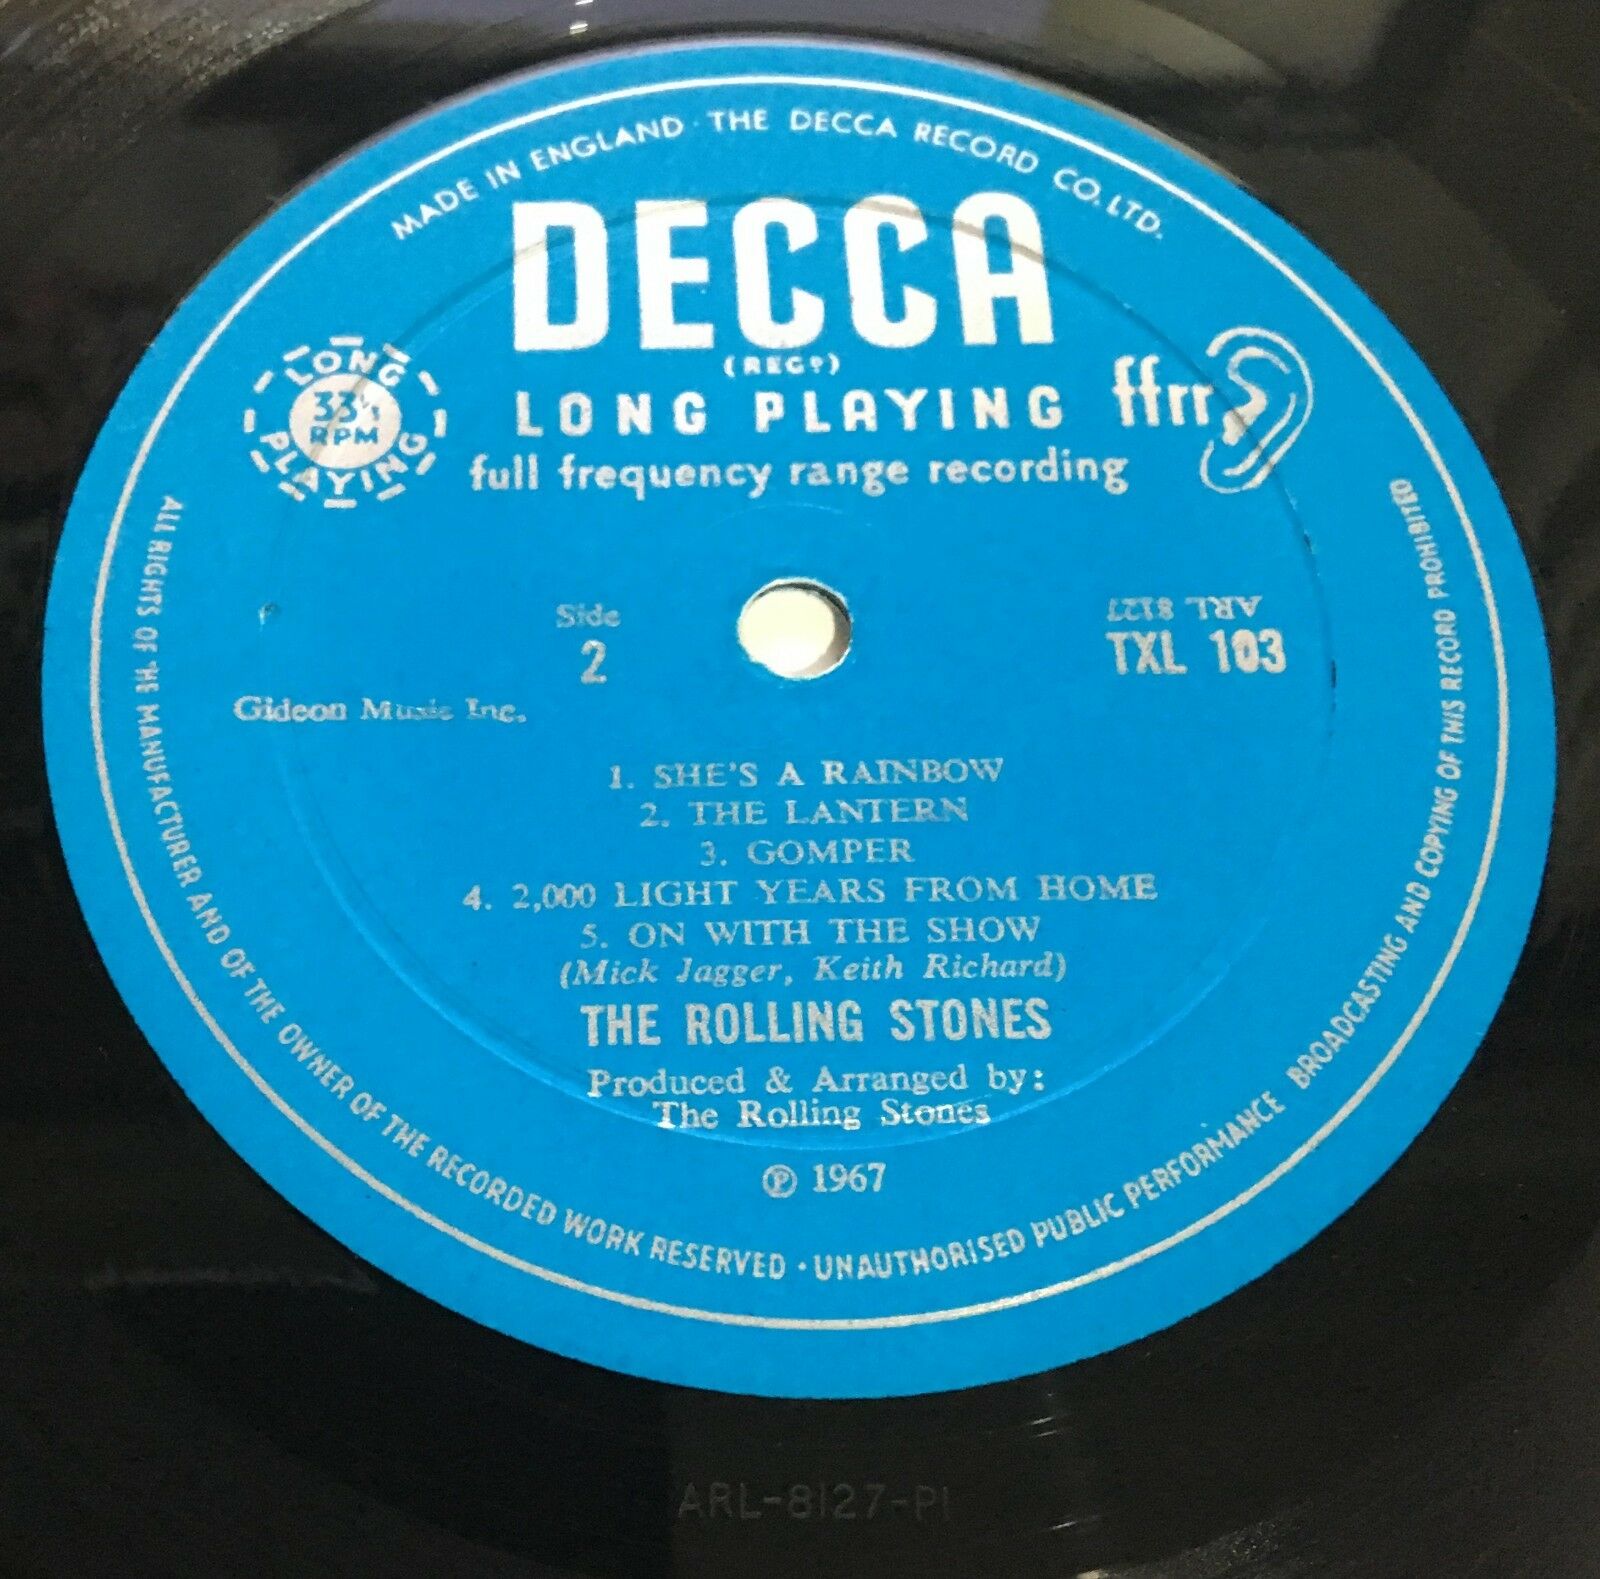 MADE IN ENGLAND · THE DECCA RECORD CO. LTD.
DECCA
(REGD)
LONG 33⅓ RPM PLAYING
LONG PLAYING ffrr
full frequency range recording
Side
2
ARL 8127
TXL 103
Gideon Music Inc.
1. SHE'S A RAINBOW
2. THE LANTERN
3. GOMPER
4. 2,000 LIGHT YEARS FROM HOME
5. ON WITH THE SHOW
(Mick Jagger, Keith Richard)
THE ROLLING STONES
Produced & Arranged by:
The Rolling Stones
℗ 1967
ALL RIGHTS OF THE MANUFACTURER AND OF THE OWNER OF THE RECORDED WORK RESERVED · UNAUTHORISED PUBLIC PERFORMANCE BROADCASTING AND COPYING OF THIS RECORD PROHIBITED
ARL-8127-P1